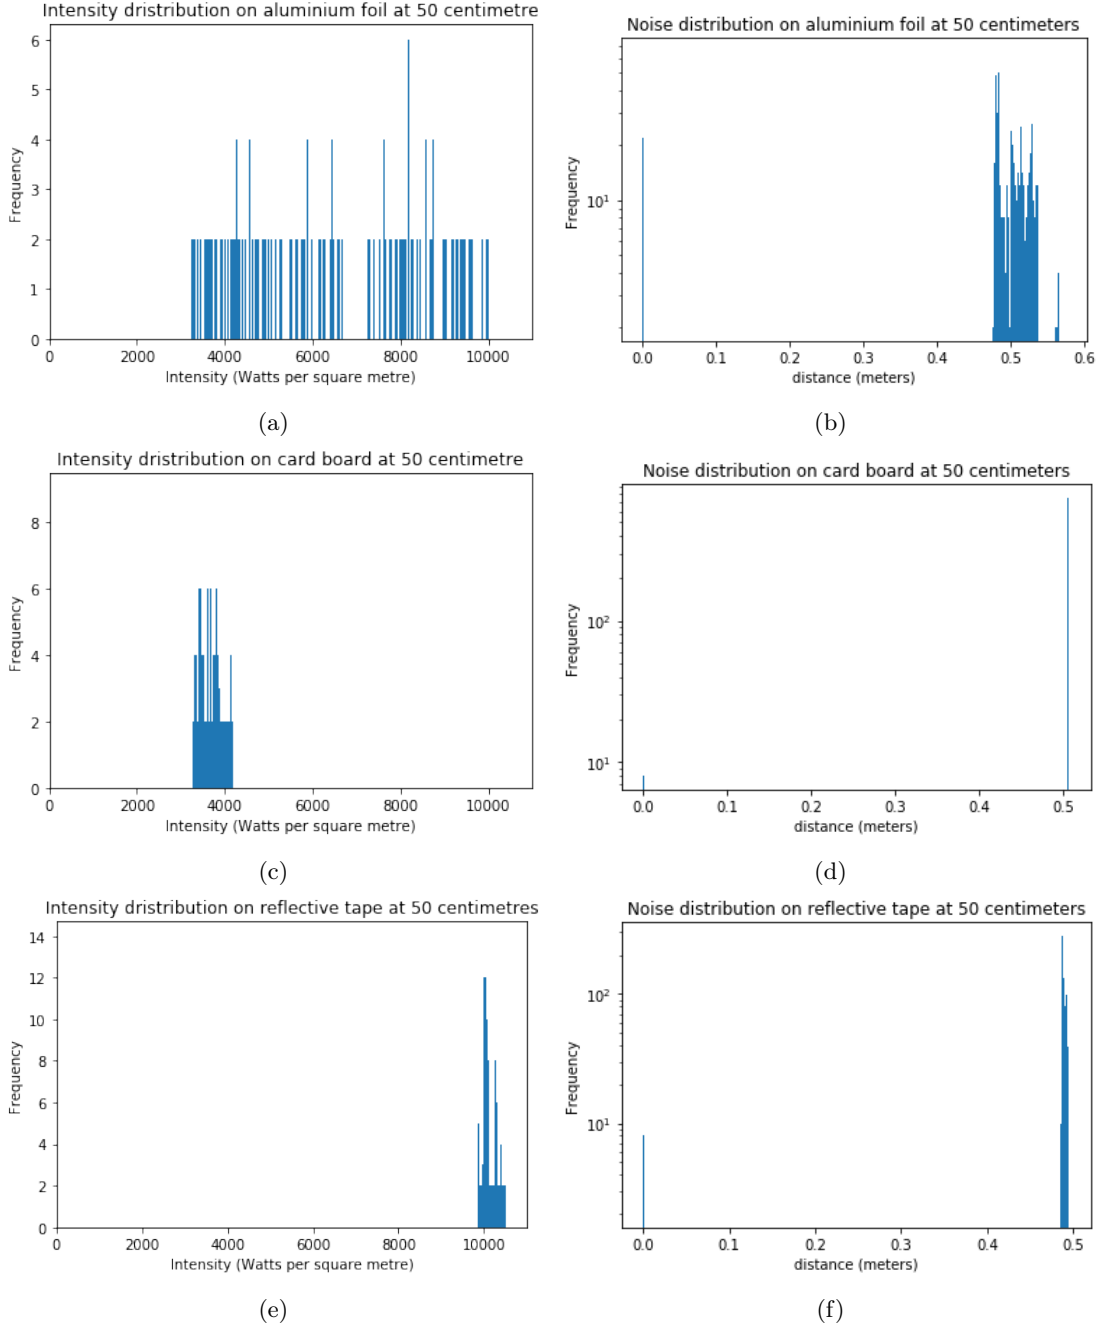 Intensity dristribution on aluminium foil at 50 centimetre
Frequency
6
5
4
3
2
1
0
0 2000 4000 6000 8000 10000
Intensity (Watts per square metre)
(a)
Noise distribution on aluminium foil at 50 centimeters
Frequency
10¹
0.0 0.1 0.2 0.3 0.4 0.5 0.6
distance (meters)
(b)
Intensity dristribution on card board at 50 centimetre
Frequency
8
6
4
2
0
0 2000 4000 6000 8000 10000
Intensity (Watts per square metre)
(c)
Noise distribution on card board at 50 centimeters
Frequency
10²
10¹
0.0 0.1 0.2 0.3 0.4 0.5
distance (meters)
(d)
Intensity dristribution on reflective tape at 50 centimetres
Frequency
14
12
10
8
6
4
2
0
0 2000 4000 6000 8000 10000
Intensity (Watts per square metre)
(e)
Noise distribution on reflective tape at 50 centimeters
Frequency
10²
10¹
0.0 0.1 0.2 0.3 0.4 0.5
distance (meters)
(f)